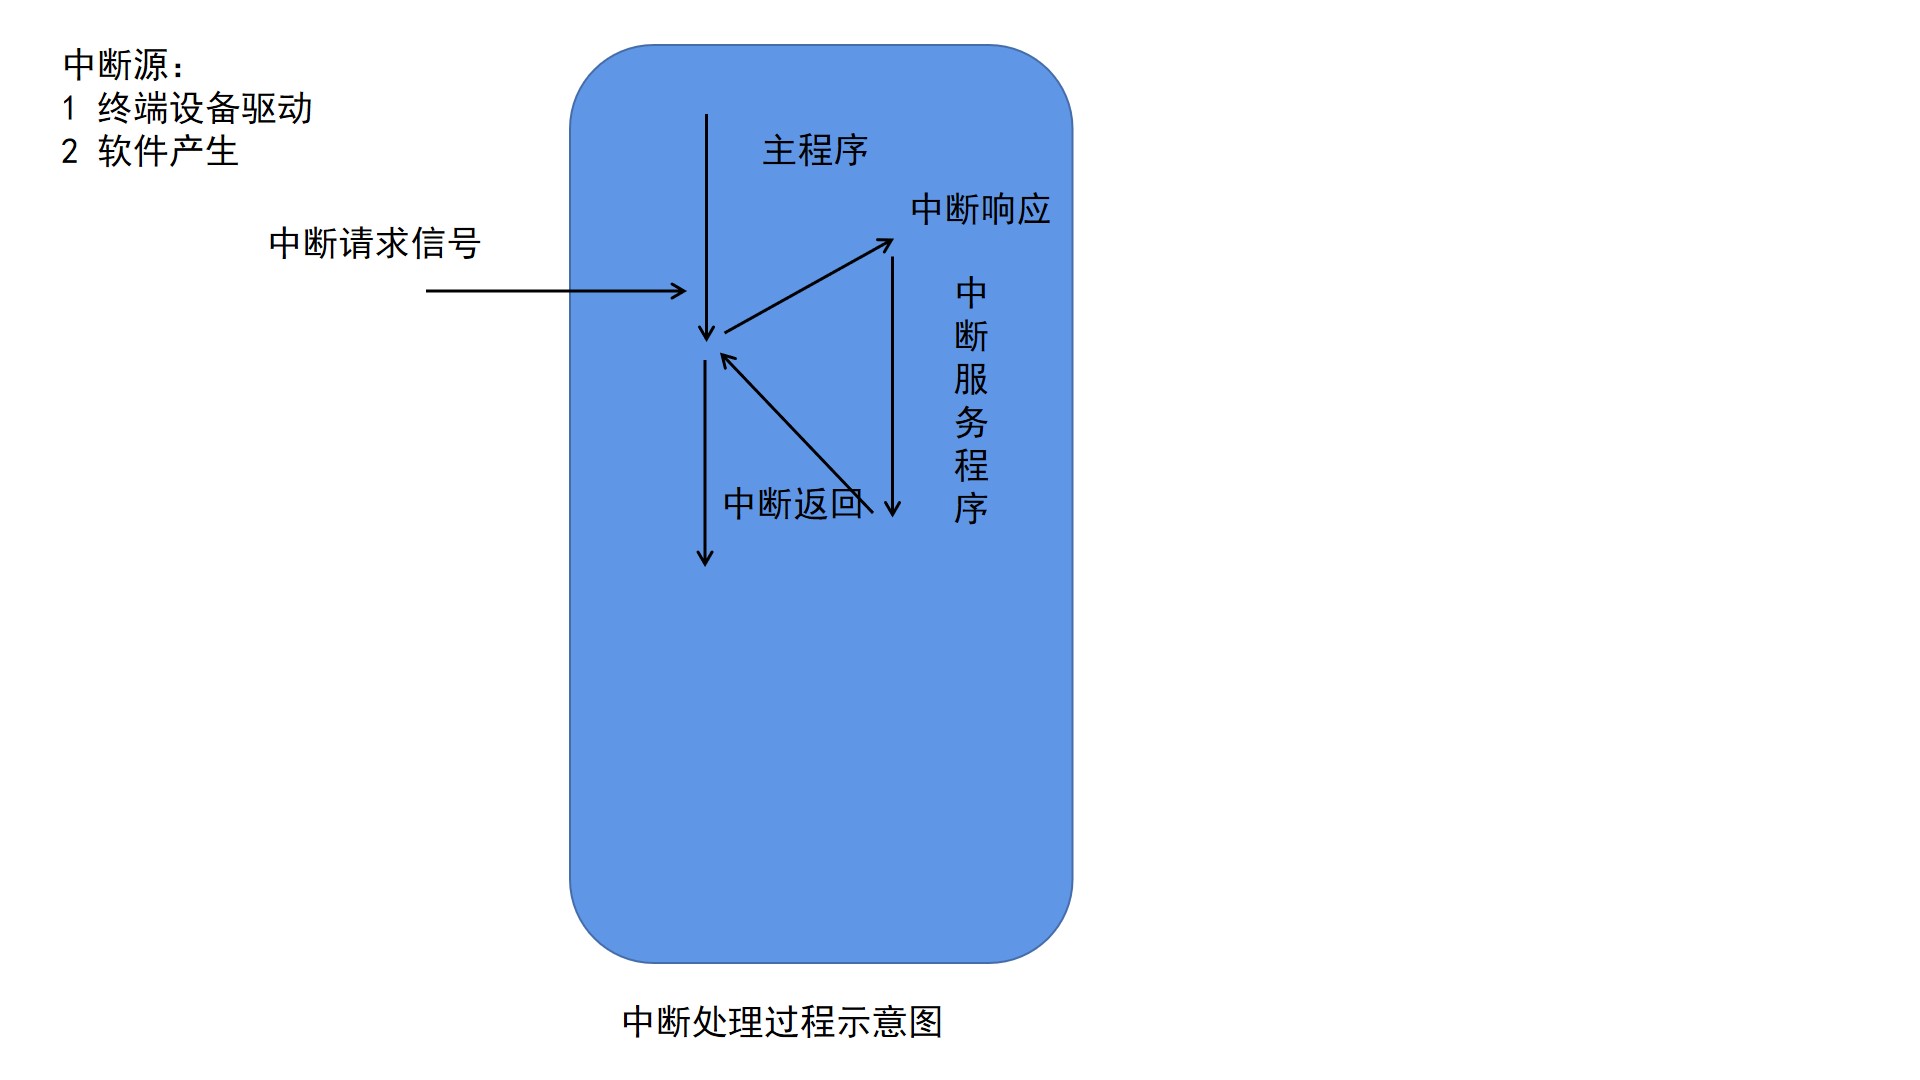 中断源：
1 终端设备驱动
2 软件产生
主程序
中断响应
中断请求信号
中断服务程序
中断返回
中断处理过程示意图